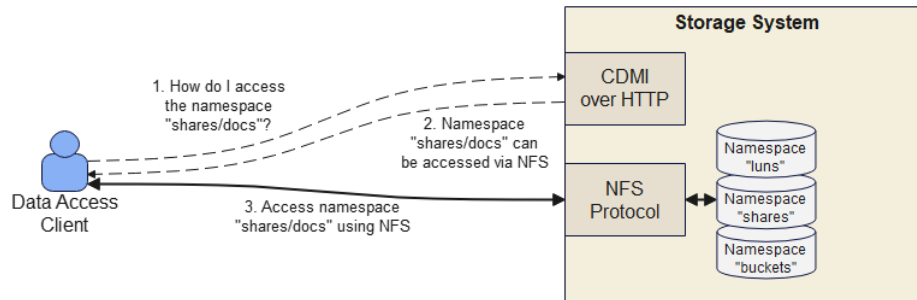 Storage System
1. How do I access
the namespace
"shares/docs"?
CDMI
over HTTP
2. Namespace
"shares/docs" can
be accessed via NFS
Data Access
Client
3. Access namespace
"shares/docs" using NFS
NFS
Protocol
Namespace
"luns"
Namespace
"shares"
Namespace
"buckets"